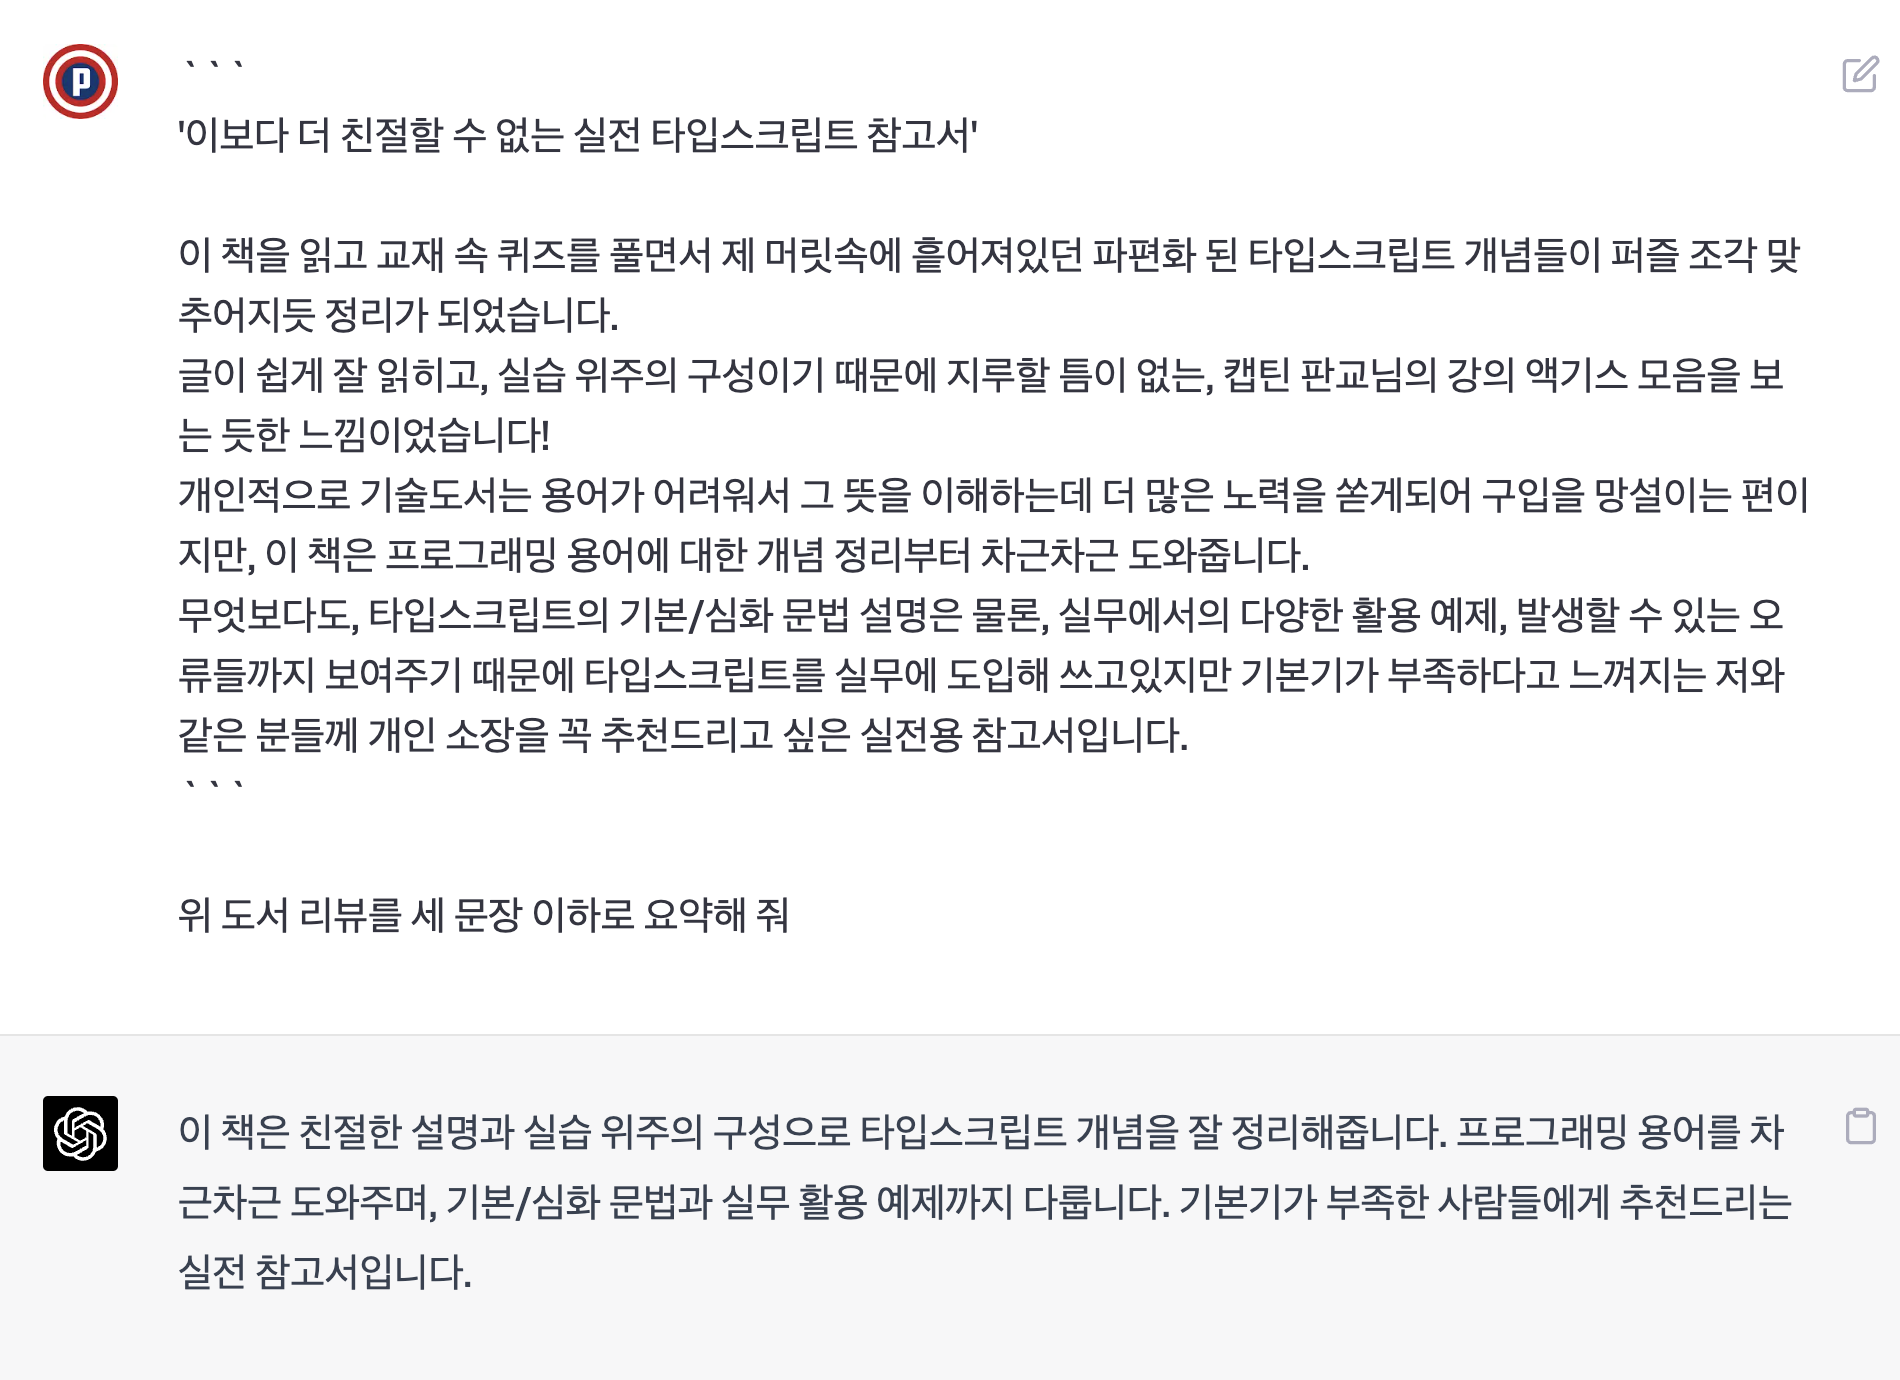 P
```
'이보다 더 친절할 수 없는 실전 타입스크립트 참고서'
이 책을 읽고 교재 속 퀴즈를 풀면서 제 머릿속에 흩어져있던 파편화 된 타입스크립트 개념들이 퍼즐 조각 맞
추어지듯 정리가 되었습니다.
글이 쉽게 잘 읽히고, 실습 위주의 구성이기 때문에 지루할 틈이 없는, 캡틴 판교님의 강의 액기스 모음을 보
는 듯한 느낌이었습니다!
개인적으로 기술도서는 용어가 어려워서 그 뜻을 이해하는데 더 많은 노력을 쏟게되어 구입을 망설이는 편이
지만, 이 책은 프로그래밍 용어에 대한 개념 정리부터 차근차근 도와줍니다.
무엇보다도, 타입스크립트의 기본/심화 문법 설명은 물론, 실무에서의 다양한 활용 예제, 발생할 수 있는 오
류들까지 보여주기 때문에 타입스크립트를 실무에 도입해 쓰고있지만 기본기가 부족하다고 느껴지는 저와
같은 분들께 개인 소장을 꼭 추천드리고 싶은 실전용 참고서입니다.
```
위 도서 리뷰를 세 문장 이하로 요약해 줘
이 책은 친절한 설명과 실습 위주의 구성으로 타입스크립트 개념을 잘 정리해줍니다. 프로그래밍 용어를 차
근차근 도와주며, 기본/심화 문법과 실무 활용 예제까지 다룹니다. 기본기가 부족한 사람들에게 추천드리는
실전 참고서입니다.